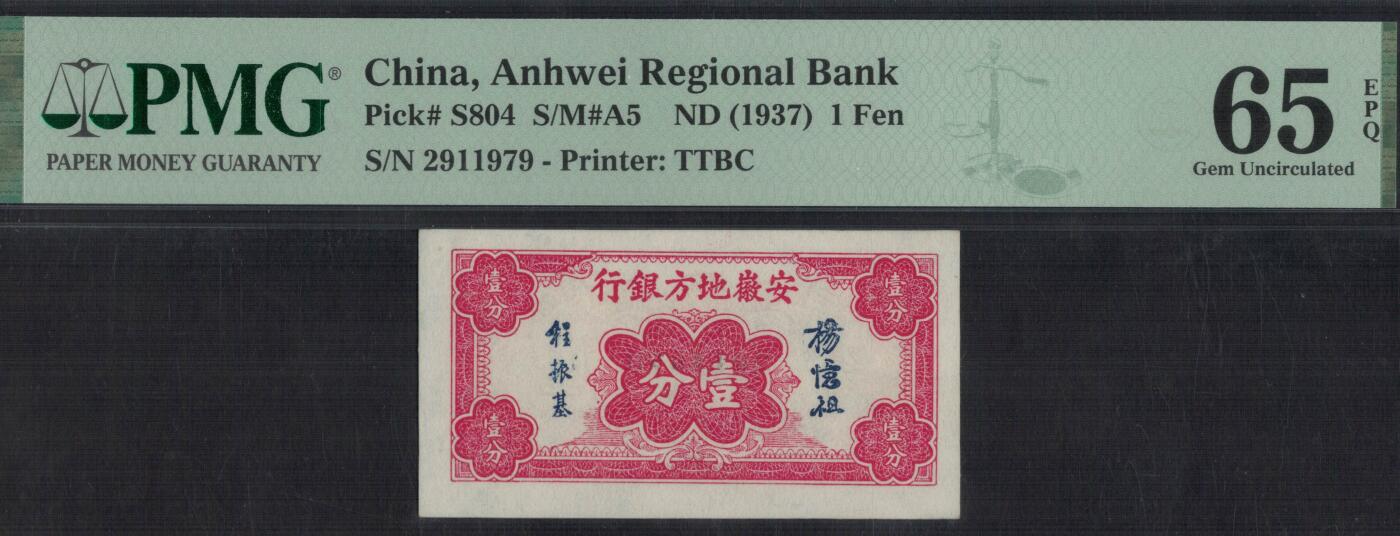 PMG®
PAPER MONEY GUARANTY
China, Anhwei Regional Bank
Pick# S804 S/M#A5 ND (1937) 1 Fen
S/N 2911979 - Printer: TTBC
65
EPQ
Gem Uncirculated
行銀方地徽安
壹分
壹分
程振基
分壹
楊憶祖
壹分
壹分